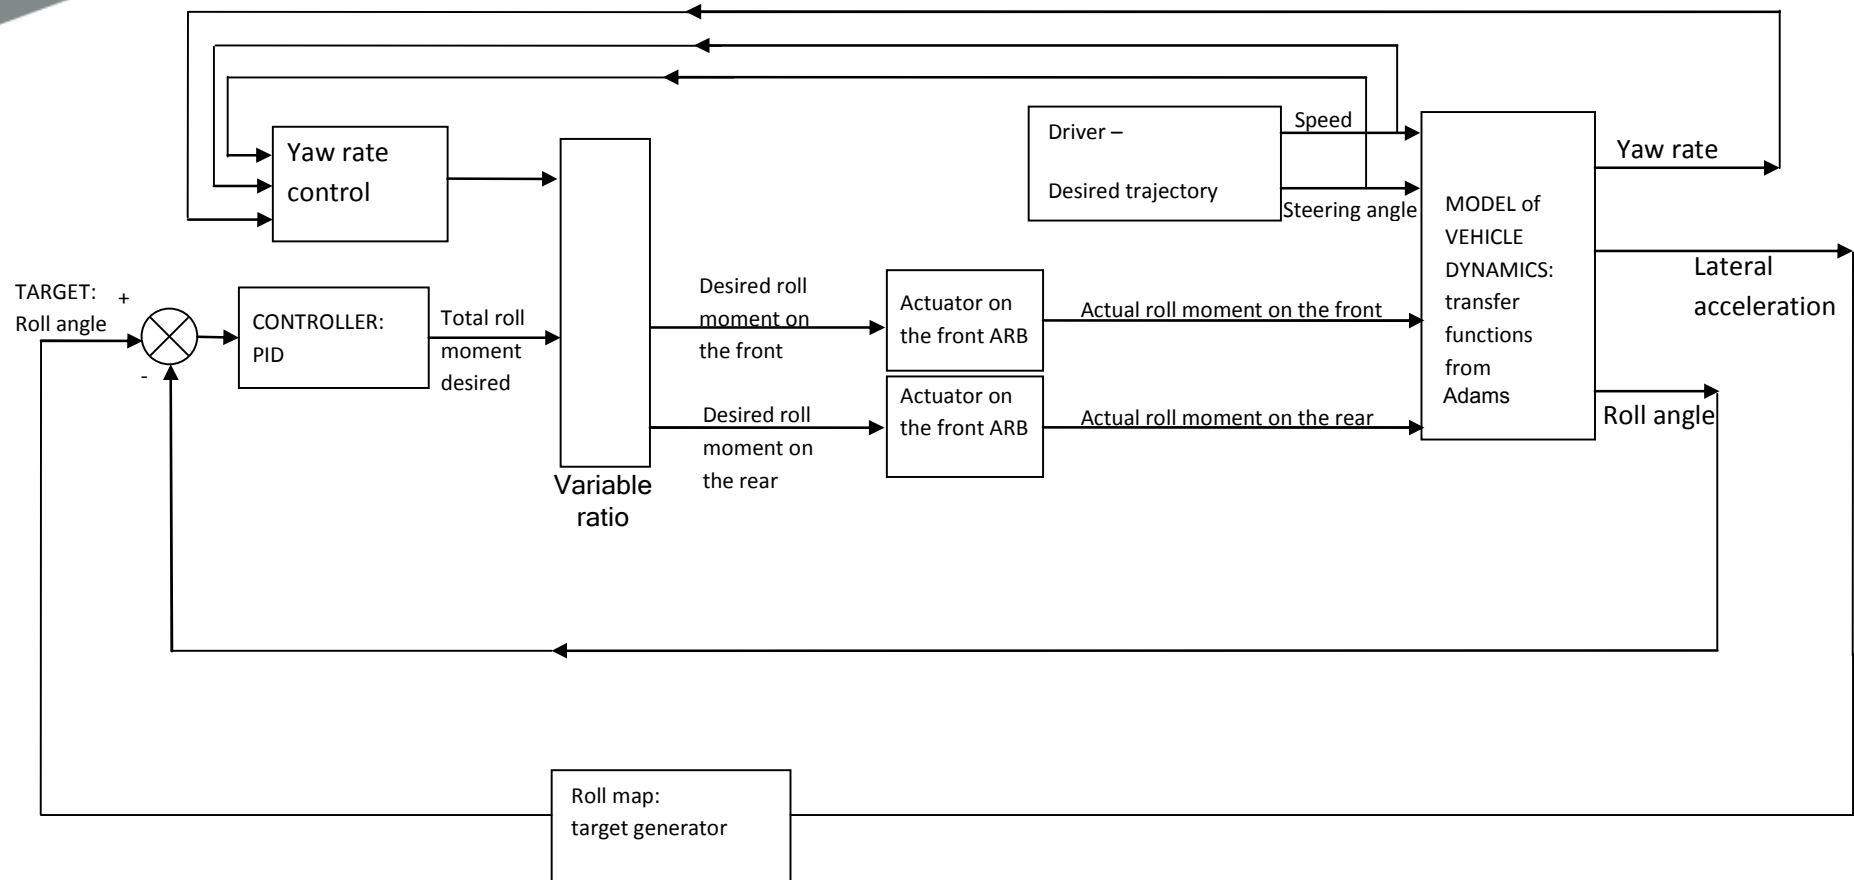 Yaw rate
control
Driver –
Desired trajectory
Speed
Steering angle
MODEL of
VEHICLE
DYNAMICS:
transfer
functions
from
Adams
Yaw rate
Lateral
acceleration
Roll angle
TARGET:
Roll angle
+
-
CONTROLLER:
PID
Total roll
moment
desired
Variable
ratio
Desired roll
moment on
the front
Desired roll
moment on
the rear
Actuator on
the front ARB
Actuator on
the front ARB
Actual roll moment on the front
Actual roll moment on the rear
Roll map:
target generator